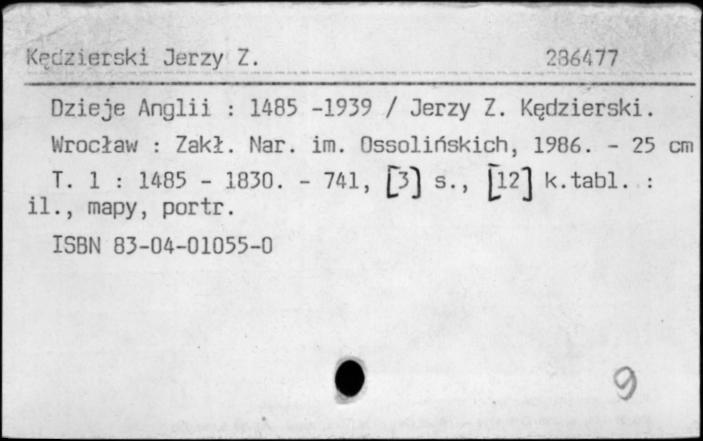 Kędzierski Jerzy Z. 286477
Dzieje Anglii : 1485 -1939 / Jerzy Z. Kędzierski.
Wrocław : Zakł. Nar. im. Ossolińskich, 1986. - 25 cm
T. 1 : 1485 - 1830. - 741, [3] s., [12] k.tabl. :
il., mapy, portr.
ISBN 83-04-01055-0
9